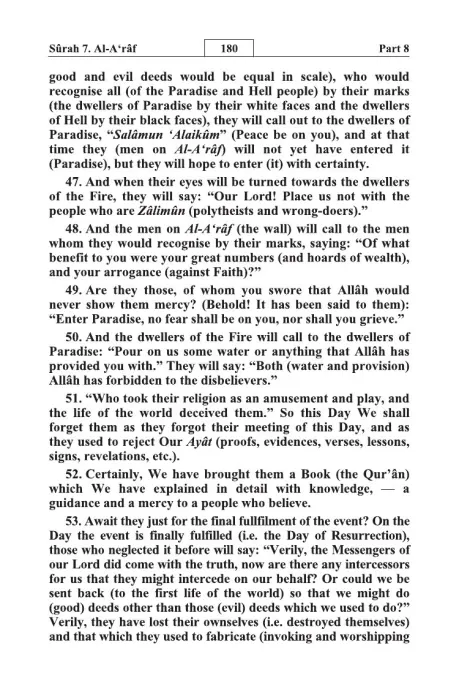 Sûrah 7. Al-A‘râf
180
Part 8
good and evil deeds would be equal in scale), who would
recognise all (of the Paradise and Hell people) by their marks
(the dwellers of Paradise by their white faces and the dwellers
of Hell by their black faces), they will call out to the dwellers of
Paradise, “Salâmun ‘Alaikûm” (Peace be on you), and at that
time they (men on Al-A‘râf) will not yet have entered it
(Paradise), but they will hope to enter (it) with certainty.
47. And when their eyes will be turned towards the dwellers
of the Fire, they will say: “Our Lord! Place us not with the
people who are Zâlimûn (polytheists and wrong-doers).”
48. And the men on Al-A‘râf (the wall) will call to the men
whom they would recognise by their marks, saying: “Of what
benefit to you were your great numbers (and hoards of wealth),
and your arrogance (against Faith)?”
49. Are they those, of whom you swore that Allâh would
never show them mercy? (Behold! It has been said to them):
“Enter Paradise, no fear shall be on you, nor shall you grieve.”
50. And the dwellers of the Fire will call to the dwellers of
Paradise: “Pour on us some water or anything that Allâh has
provided you with.” They will say: “Both (water and provision)
Allâh has forbidden to the disbelievers.”
51. “Who took their religion as an amusement and play, and
the life of the world deceived them.” So this Day We shall
forget them as they forgot their meeting of this Day, and as
they used to reject Our Ayât (proofs, evidences, verses, lessons,
signs, revelations, etc.).
52. Certainly, We have brought them a Book (the Qur’ân)
which We have explained in detail with knowledge, — a
guidance and a mercy to a people who believe.
53. Await they just for the final fullfilment of the event? On the
Day the event is finally fulfilled (i.e. the Day of Resurrection),
those who neglected it before will say: “Verily, the Messengers of
our Lord did come with the truth, now are there any intercessors
for us that they might intercede on our behalf? Or could we be
sent back (to the first life of the world) so that we might do
(good) deeds other than those (evil) deeds which we used to do?”
Verily, they have lost their ownselves (i.e. destroyed themselves)
and that which they used to fabricate (invoking and worshipping